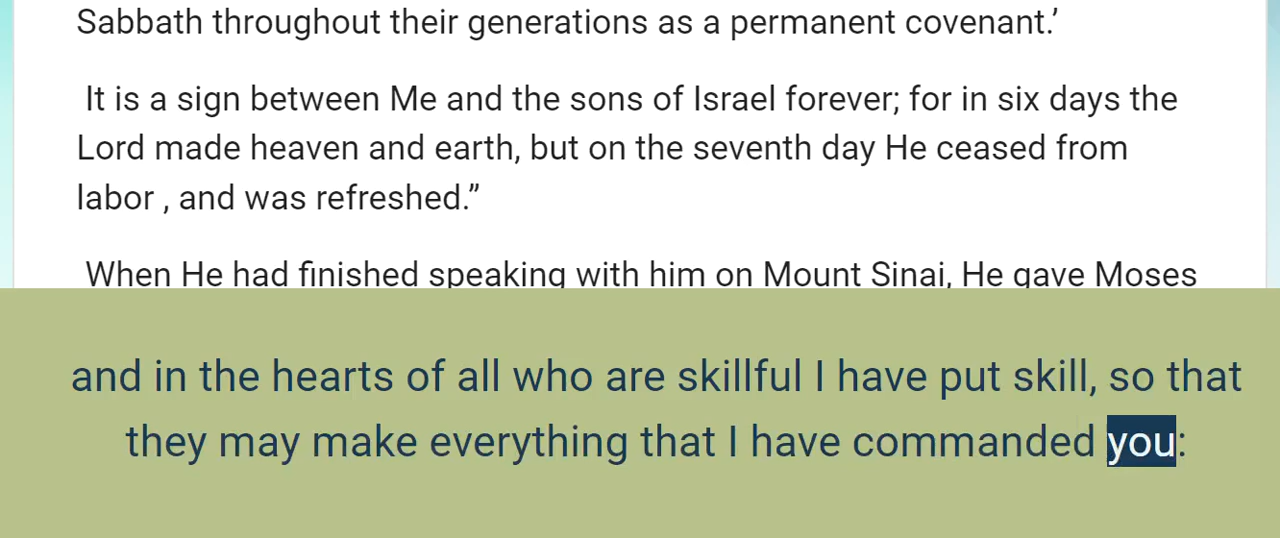 Sabbath throughout their generations as a permanent covenant.’
It is a sign between Me and the sons of Israel forever; for in six days the
Lord made heaven and earth, but on the seventh day He ceased from
labor , and was refreshed.”
When He had finished speaking with him on Mount Sinai, He gave Moses
and in the hearts of all who are skillful I have put skill, so that
they may make everything that I have commanded you: